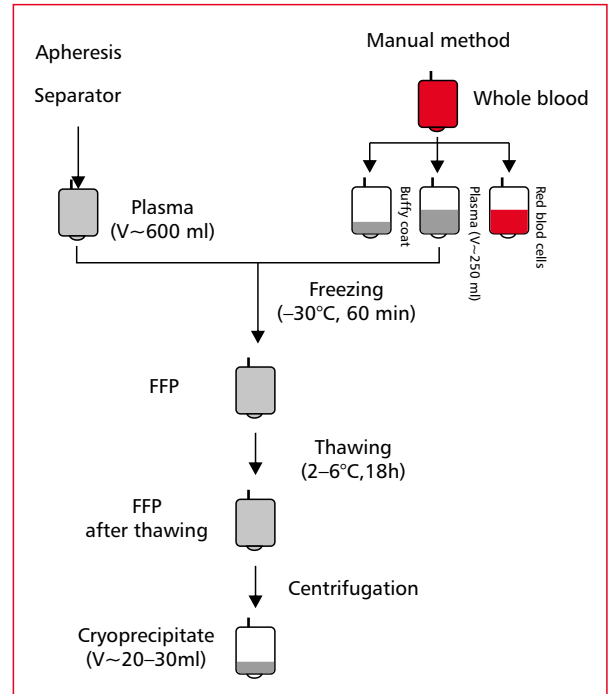 Apheresis
Separator
Plasma
(V~600 ml)
Manual method
Whole blood
Buffy coat
Plasma (V~250 ml)
Red blod cells
Freezing
(–30°C, 60 min)
FFP
Thawing
(2–6°C,18h)
FFP
after thawing
Centrifugation
Cryoprecipitate
(V~20–30ml)